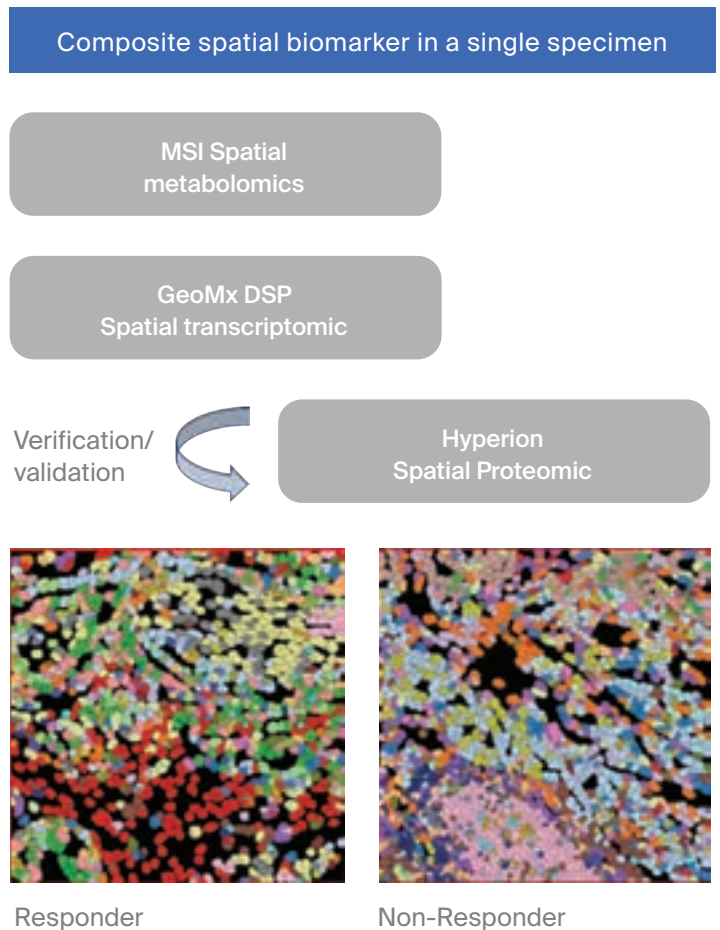 Composite spatial biomarker in a single specimen
MSI Spatial
metabolomics
GeoMx DSP
Spatial transcriptomic
Verification/
validation
Hyperion
Spatial Proteomic
Responder
Non-Responder